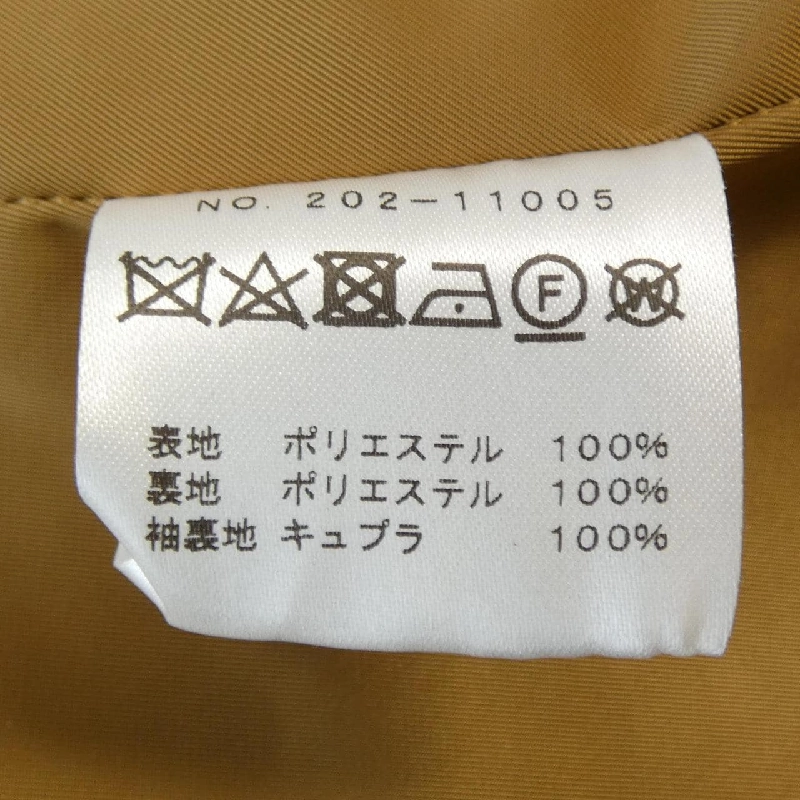 NO. 202-11005
F W
表地 ポリエステル 100%
裏地 ポリエステル 100%
袖裏地 キュプラ 100%